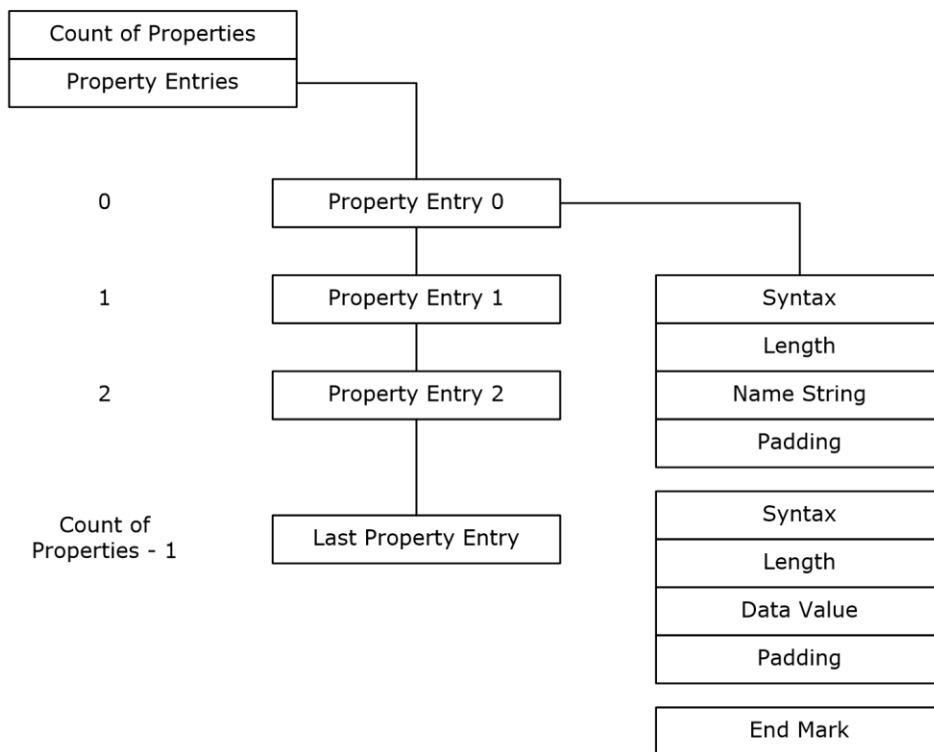 Count of Properties
Property Entries
0
Property Entry 0
1
Property Entry 1
2
Property Entry 2
Count of
Properties - 1
Last Property Entry
Syntax
Length
Name String
Padding
Syntax
Length
Data Value
Padding
End Mark